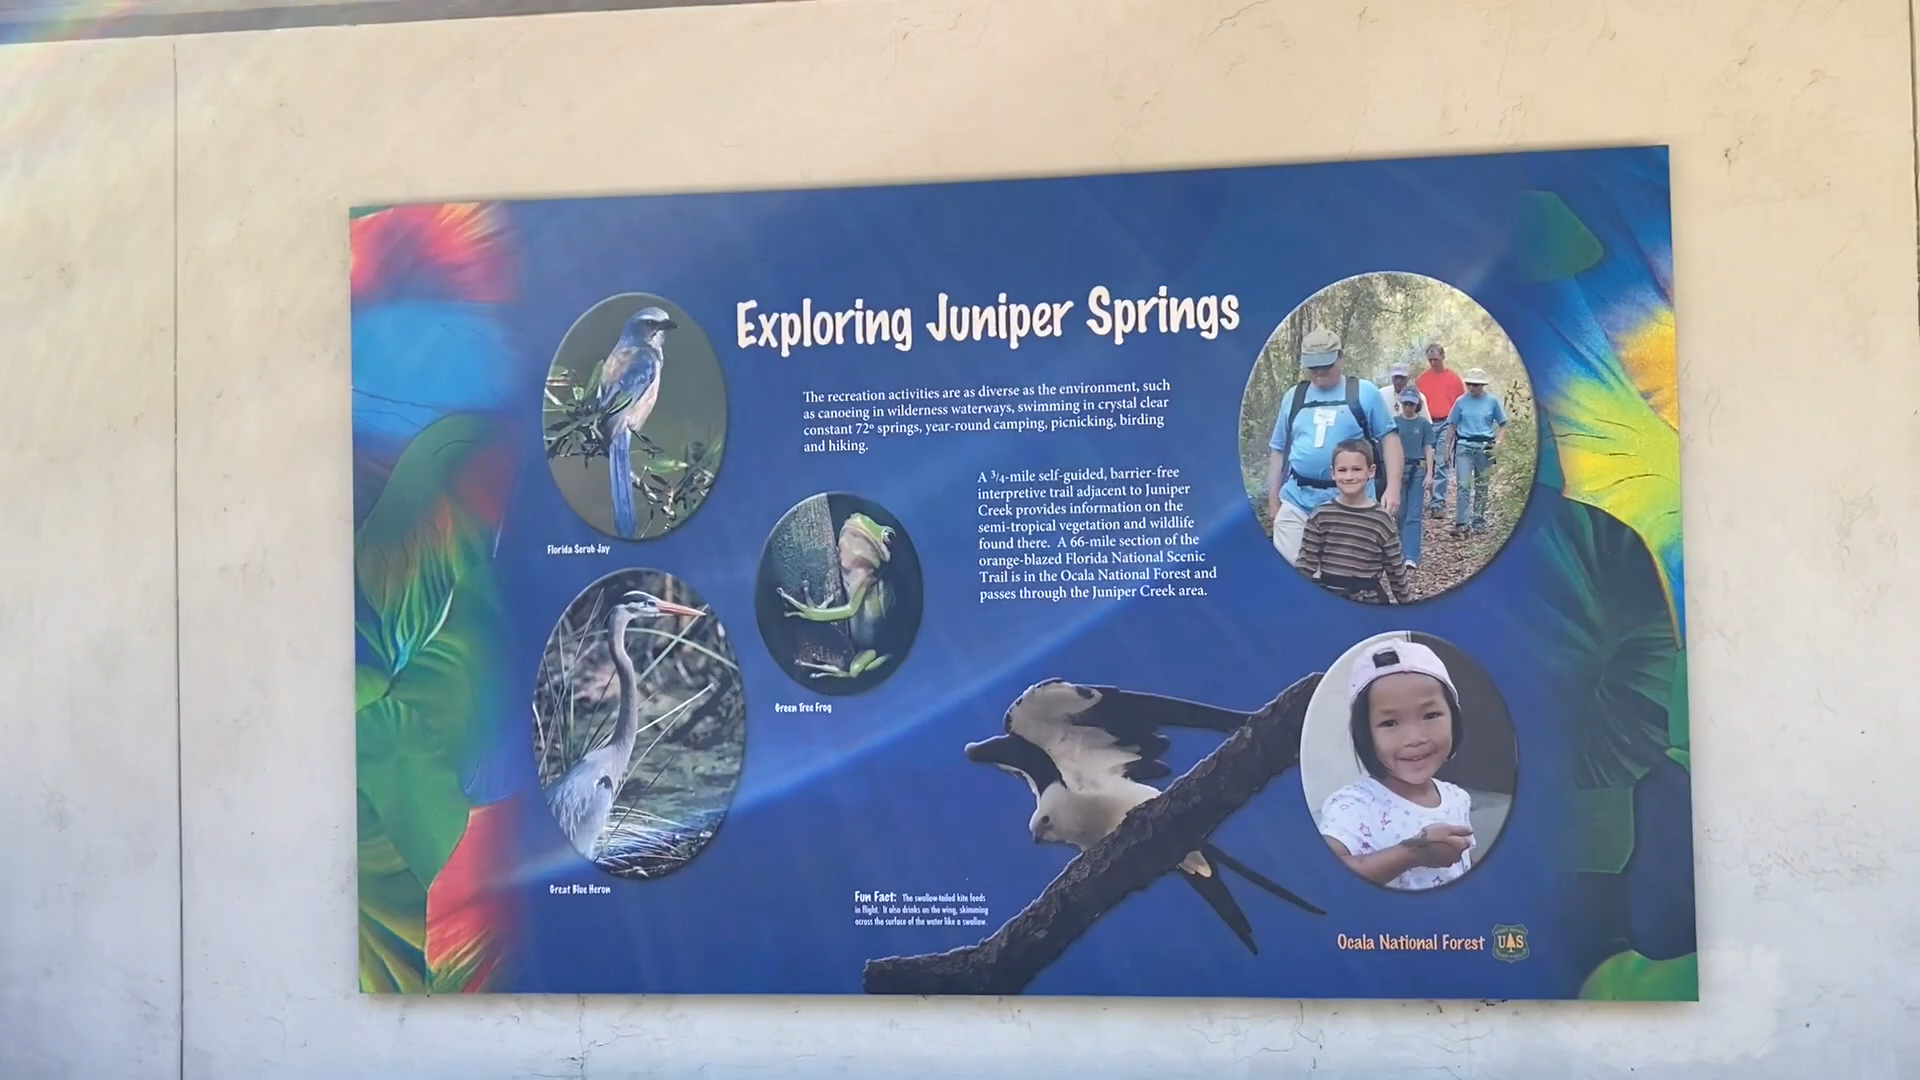 Exploring Juniper Springs
The recreation activities are as diverse as the environment, such
as canoeing in wilderness waterways, swimming in crystal clear
constant 72º springs, year-round camping, picnicking, birding
and hiking.
A 3/4-mile self-guided, barrier-free
interpretive trail adjacent to Juniper
Creek provides information on the
semi-tropical vegetation and wildlife
found there. A 66-mile section of the
orange-blazed Florida National Scenic
Trail is in the Ocala National Forest and
passes through the Juniper Creek area.
Florida Scrub Jay
Green Tree Frog
Great Blue Heron
Fun Fact: The swallow-tailed kite feeds
in flight. It also drinks on the wing, skimming
across the surface of the water like a swallow.
Ocala National Forest
UAS